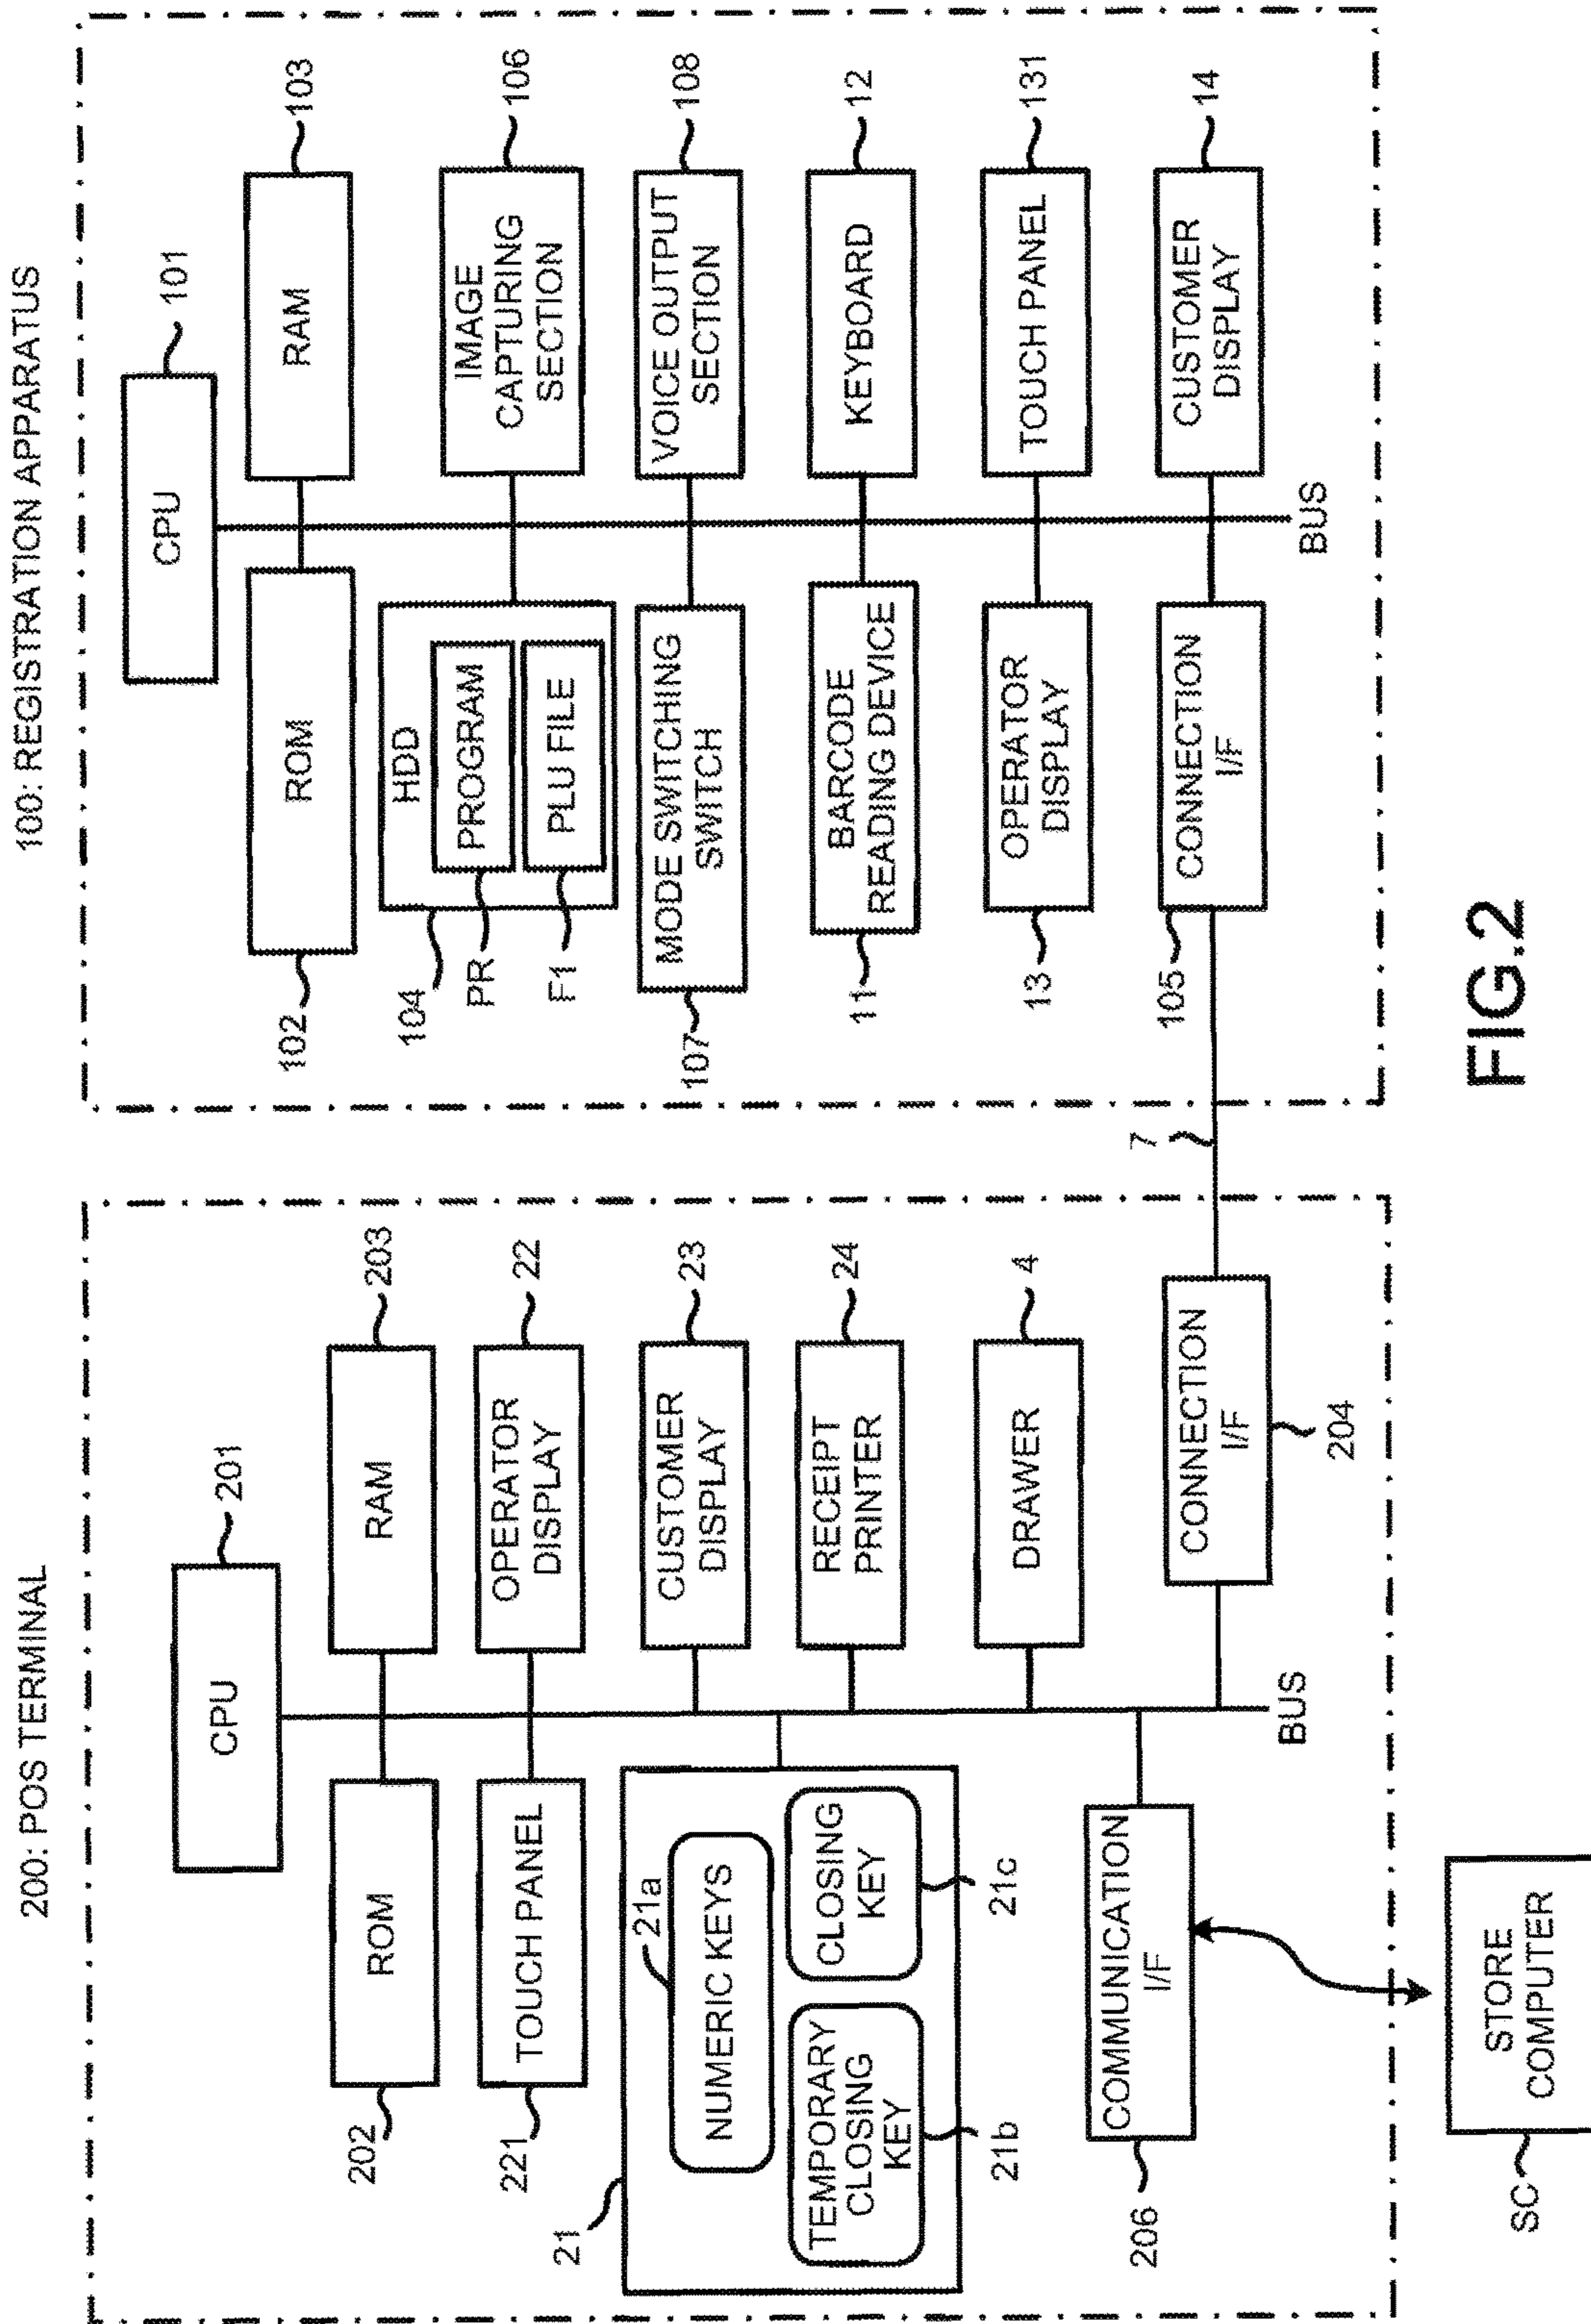 200: POS TERMINAL
CPU
201
ROM
202
RAM
203
TOUCH PANEL
221
OPERATOR
DISPLAY
22
21
21a
NUMERIC KEYS
TEMPORARY
CLOSING
KEY
21b
CLOSING
KEY
21c
CUSTOMER
DISPLAY
23
RECEIPT
PRINTER
24
DRAWER
4
COMMUNICATION
I/F
206
CONNECTION
I/F
204
BUS
STORE
COMPUTER
SC
7
100: REGISTRATION APPARATUS
CPU
101
ROM
102
RAM
103
HDD
PROGRAM
PLU FILE
104
PR
F1
IMAGE
CAPTURING
SECTION
106
MODE SWITCHING
SWITCH
107
VOICE OUTPUT
SECTION
108
BARCODE
READING DEVICE
11
KEYBOARD
12
OPERATOR
DISPLAY
13
TOUCH PANEL
131
CONNECTION
I/F
105
CUSTOMER
DISPLAY
14
BUS
FIG.2